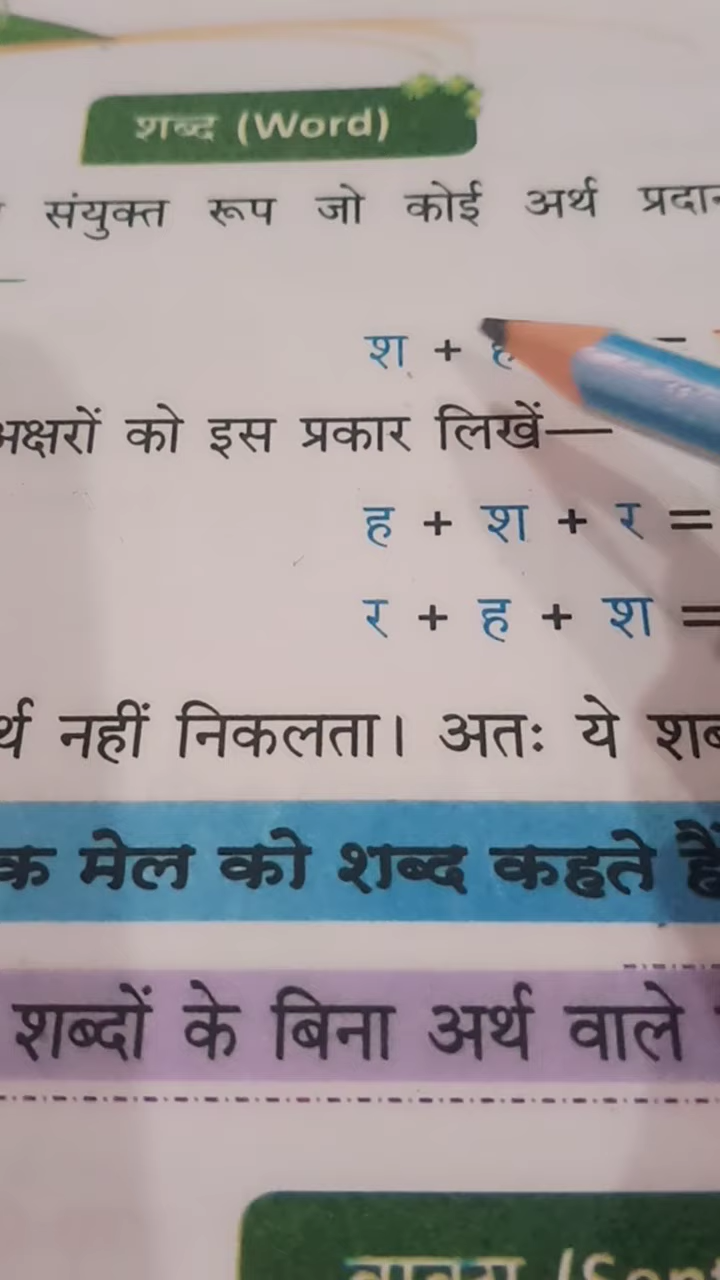 शब्द (Word)
संयुक्त रूप जो कोई अर्थ
श + ह
अक्षरों को इस प्रकार लिखें—
ह + श + र =
र + ह + श =
नहीं निकलता। अतः ये
मेल को शब्द कहते हैं
शब्दों के बिना अर्थ वाले